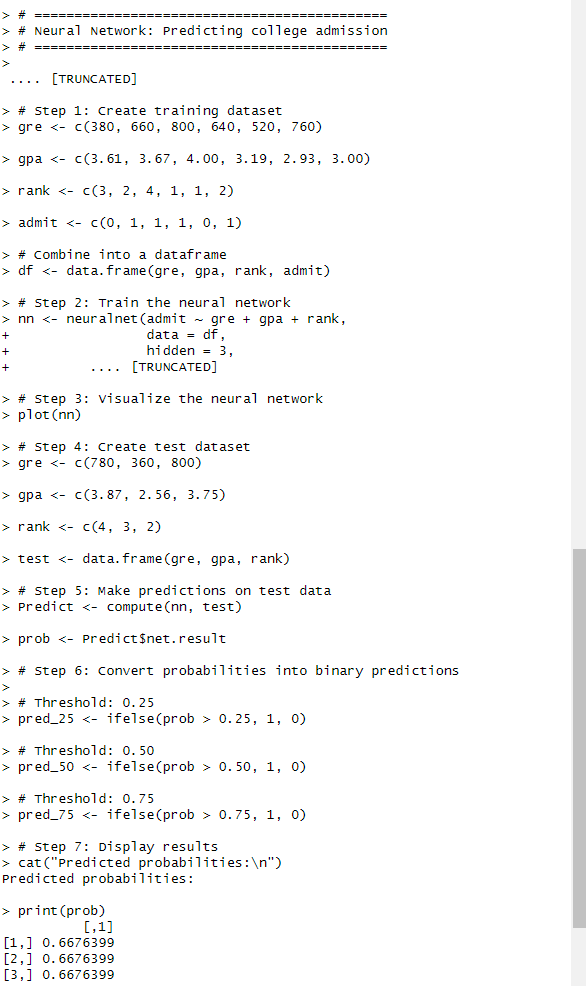 > # ============================================
> # Neural Network: Predicting college admission
> # ============================================
>
.... [TRUNCATED]
> # Step 1: Create training dataset
> gre <- c(380, 660, 800, 640, 520, 760)
> gpa <- c(3.61, 3.67, 4.00, 3.19, 2.93, 3.00)
> rank <- c(3, 2, 4, 1, 1, 2)
> admit <- c(0, 1, 1, 1, 0, 1)
> # Combine into a dataframe
> df <- data.frame(gre, gpa, rank, admit)
> # Step 2: Train the neural network
> nn <- neuralnet(admit ~ gre + gpa + rank,
+ data = df,
+ hidden = 3,
+ .... [TRUNCATED]
> # Step 3: Visualize the neural network
> plot(nn)
> # Step 4: Create test dataset
> gre <- c(780, 360, 800)
> gpa <- c(3.87, 2.56, 3.75)
> rank <- c(4, 3, 2)
> test <- data.frame(gre, gpa, rank)
> # Step 5: Make predictions on test data
> Predict <- compute(nn, test)
> prob <- Predict$net.result
> # Step 6: Convert probabilities into binary predictions
>
> # Threshold: 0.25
> pred_25 <- ifelse(prob > 0.25, 1, 0)
> # Threshold: 0.50
> pred_50 <- ifelse(prob > 0.50, 1, 0)
> # Threshold: 0.75
> pred_75 <- ifelse(prob > 0.75, 1, 0)
> # Step 7: Display results
> cat("Predicted probabilities:\n")
Predicted probabilities:
> print(prob)
[,1]
[1,] 0.6676399
[2,] 0.6676399
[3,] 0.6676399